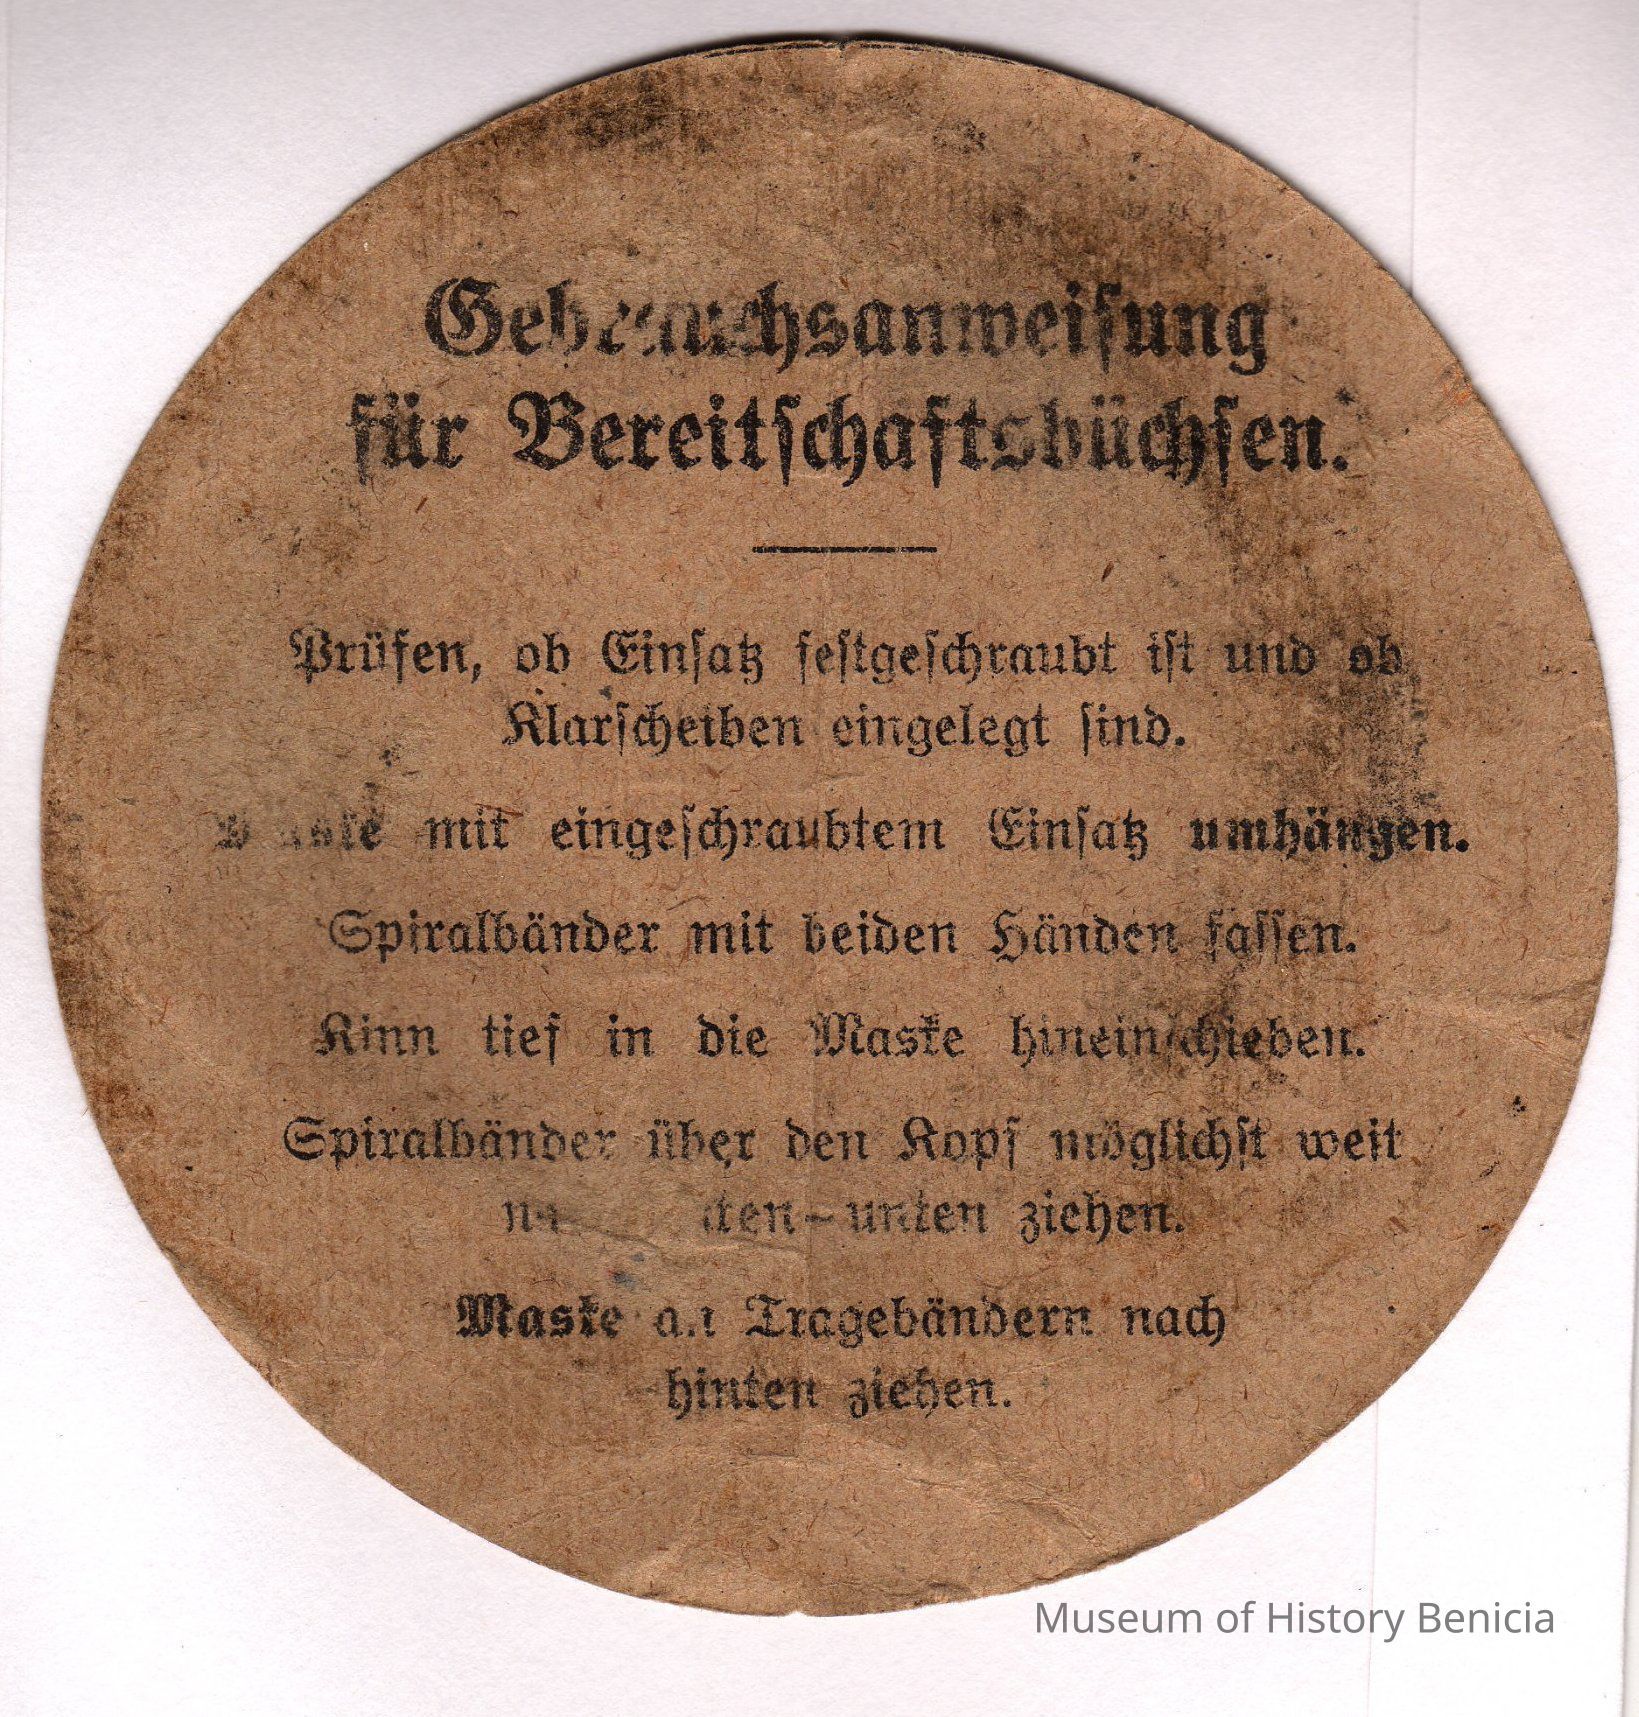 Gebrauchsanweisung
für Bereitschaftsbüchsen.
Prüfen, ob Einsatz festgeschraubt ist und ob
Klarscheiben eingelegt sind.
Maske mit eingeschraubtem Einsatz umhängen.
Spiralbänder mit beiden Händen fassen.
Kinn tief in die Maske hineinschieben.
Spiralbänder über den Kopf möglichst weit
unten ziehen.
Maske an Tragebändern nach
hinten ziehen.
Museum of History Benicia